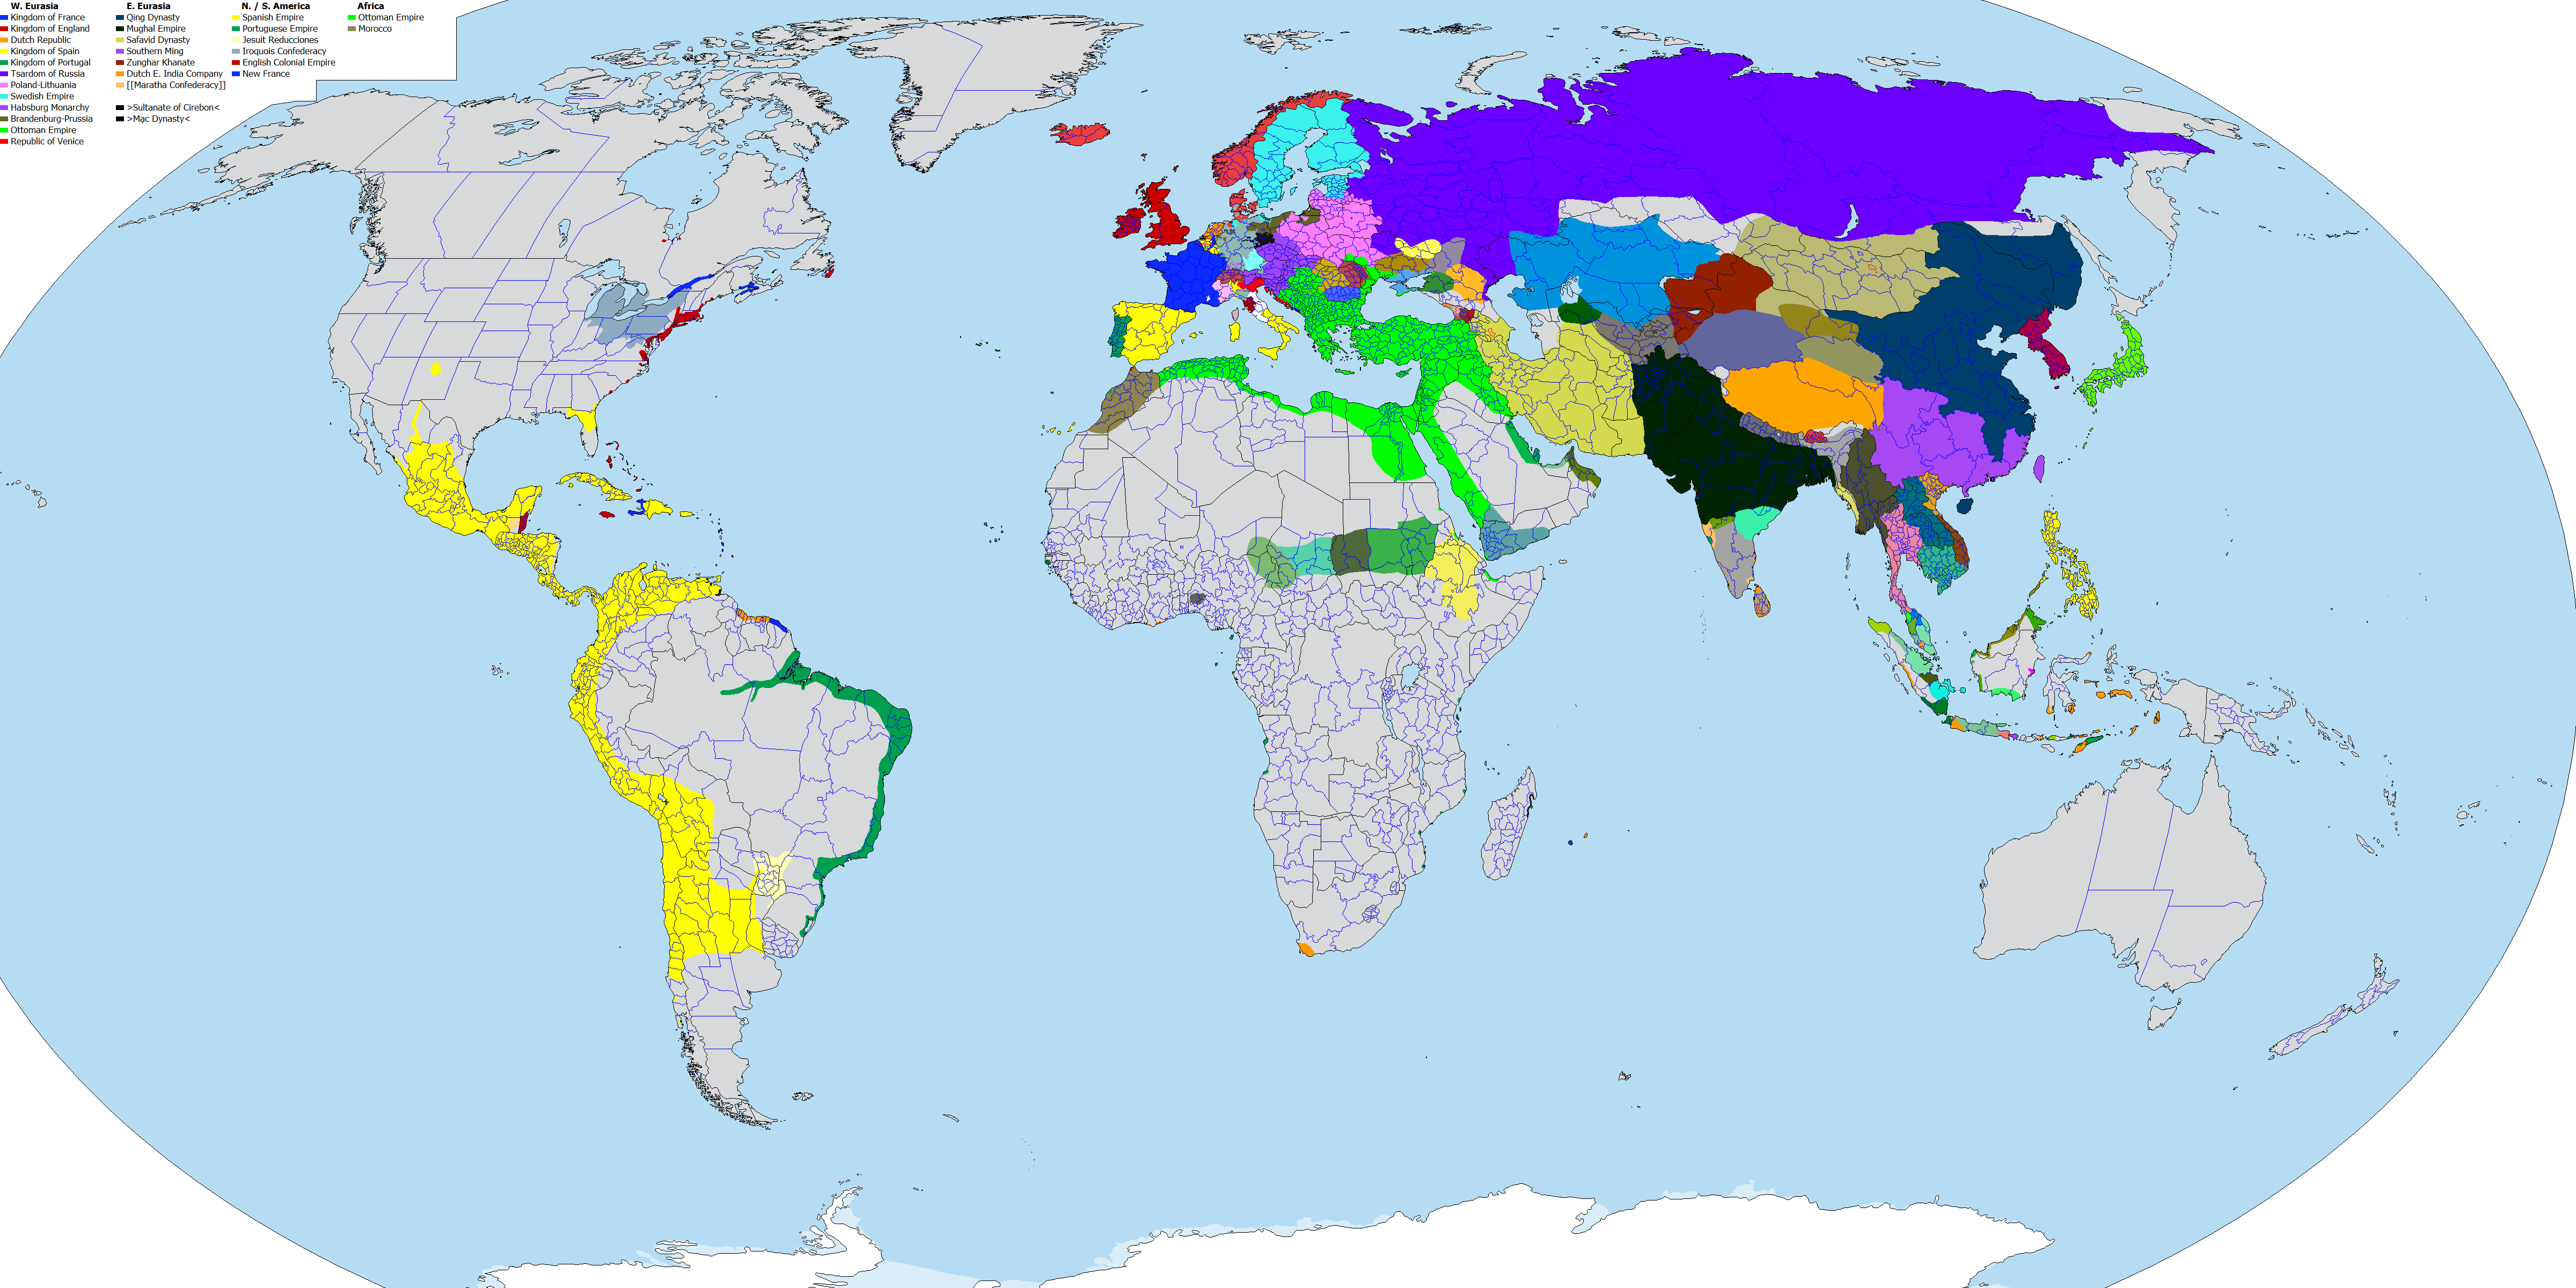 W. Eurasia
Kingdom of France
Kingdom of England
Dutch Republic
Kingdom of Spain
Kingdom of Portugal
Tsardom of Russia
Poland-Lithuania
Swedish Empire
Habsburg Monarchy
Brandenburg-Prussia
Ottoman Empire
Republic of Venice
E. Eurasia
Qing Dynasty
Mughal Empire
Safavid Dynasty
Southern Ming
Zunghar Khanate
Dutch E. India Company
[[Maratha Confederacy]]
>Sultanate of Cirebon<
>Mạc Dynasty<
N. / S. America
Spanish Empire
Portuguese Empire
Jesuit Reducciones
Iroquois Confederacy
English Colonial Empire
New France
Africa
Ottoman Empire
Morocco